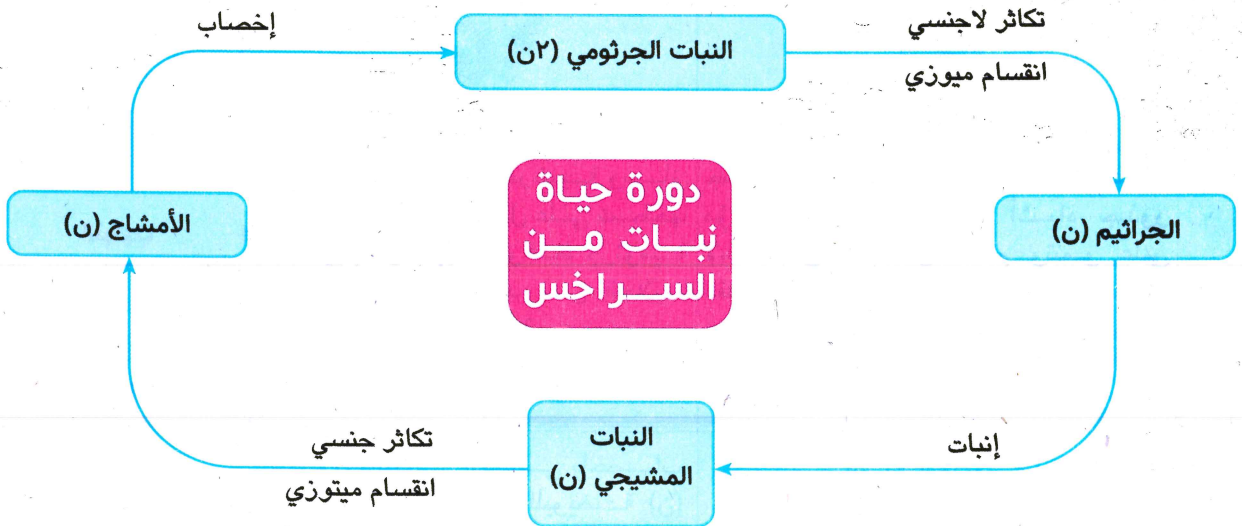 إخصاب
النبات الجرثومي (٢ن)
تكاثر لاجنسي
انقسام ميوزي
الجراثيم (ن)
إنبات
النبات
المشيجي (ن)
تكاثر جنسي
انقسام ميتوزي
الأمشاج (ن)
دورة حياة
نبات من
السراخس